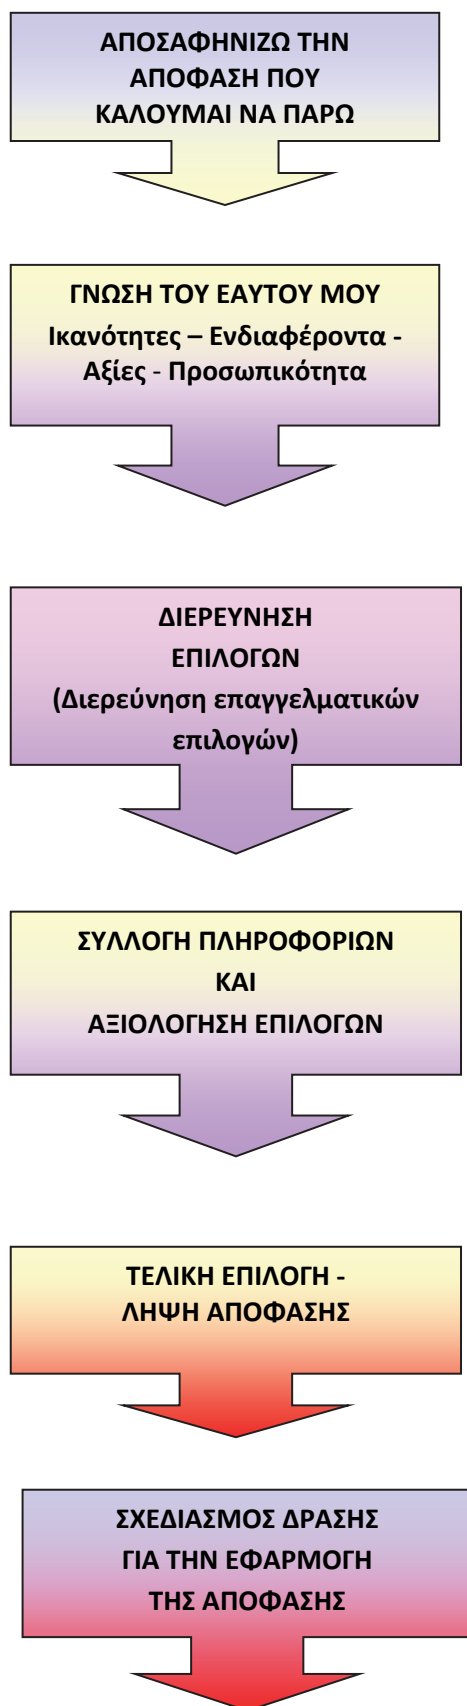 ΑΠΟΣΑΦΗΝΙΖΩ ΤΗΝ
ΑΠΟΦΑΣΗ ΠΟΥ
ΚΑΛΟΥΜΑΙ ΝΑ ΠΑΡΩ
ΓΝΩΣΗ ΤΟΥ ΕΑΥΤΟΥ ΜΟΥ
Ικανότητες – Ενδιαφέροντα -
Αξίες - Προσωπικότητα
ΔΙΕΡΕΥΝΗΣΗ
ΕΠΙΛΟΓΩΝ
(Διερεύνηση επαγγελματικών
επιλογών)
ΣΥΛΛΟΓΗ ΠΛΗΡΟΦΟΡΙΩΝ
ΚΑΙ
ΑΞΙΟΛΟΓΗΣΗ ΕΠΙΛΟΓΩΝ
ΤΕΛΙΚΗ ΕΠΙΛΟΓΗ -
ΛΗΨΗ ΑΠΟΦΑΣΗΣ
ΣΧΕΔΙΑΣΜΟΣ ΔΡΑΣΗΣ
ΓΙΑ ΤΗΝ ΕΦΑΡΜΟΓΗ
ΤΗΣ ΑΠΟΦΑΣΗΣ